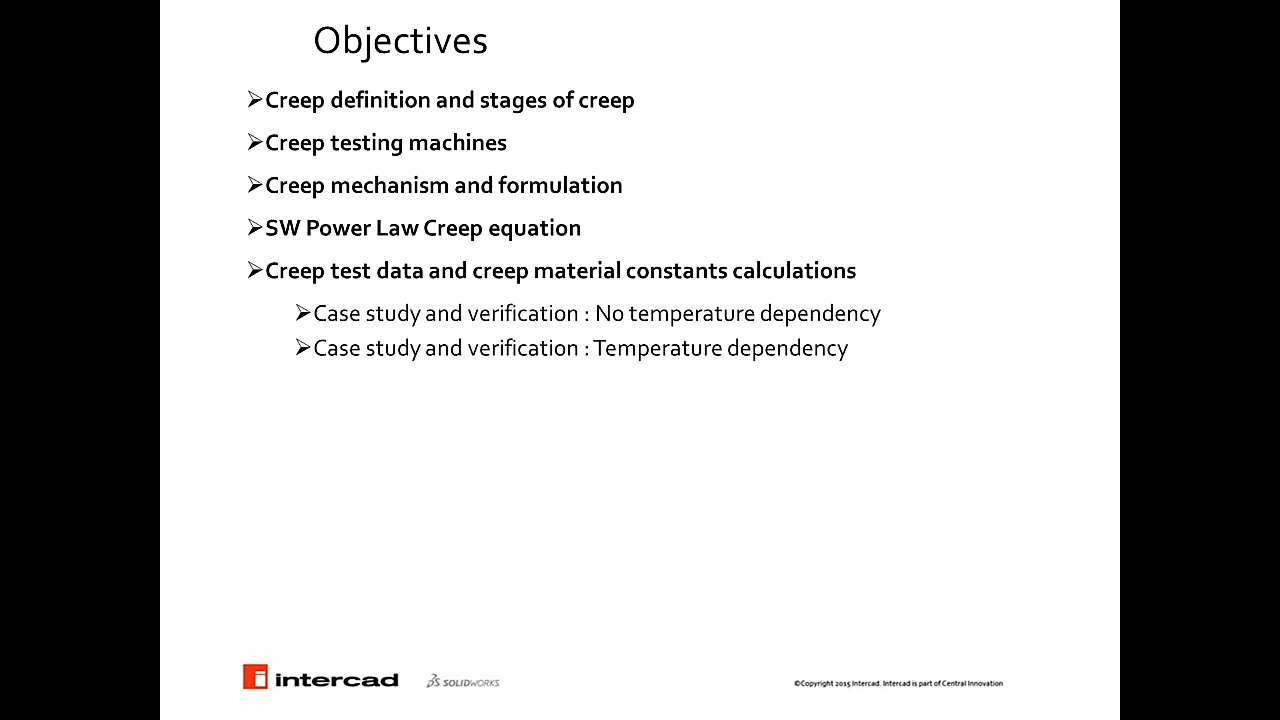 Objectives
➢Creep definition and stages of creep
➢Creep testing machines
➢Creep mechanism and formulation
➢SW Power Law Creep equation
➢Creep test data and creep material constants calculations
➢Case study and verification : No temperature dependency
➢Case study and verification : Temperature dependency
intercad
SOLIDWORKS
©Copyright 2015 Intercad. Intercad is part of Central Innovation